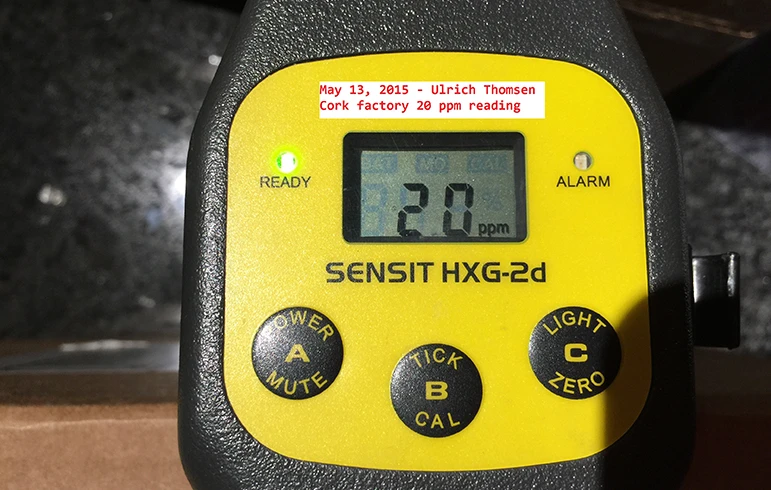 May 13, 2015 - Ulrich Thomsen
Cork factory 20 ppm reading
READY
ALARM
20 ppm
SENSIT HXG-2d
POWER
A
MUTE
TICK
B
CAL
LIGHT
C
ZERO